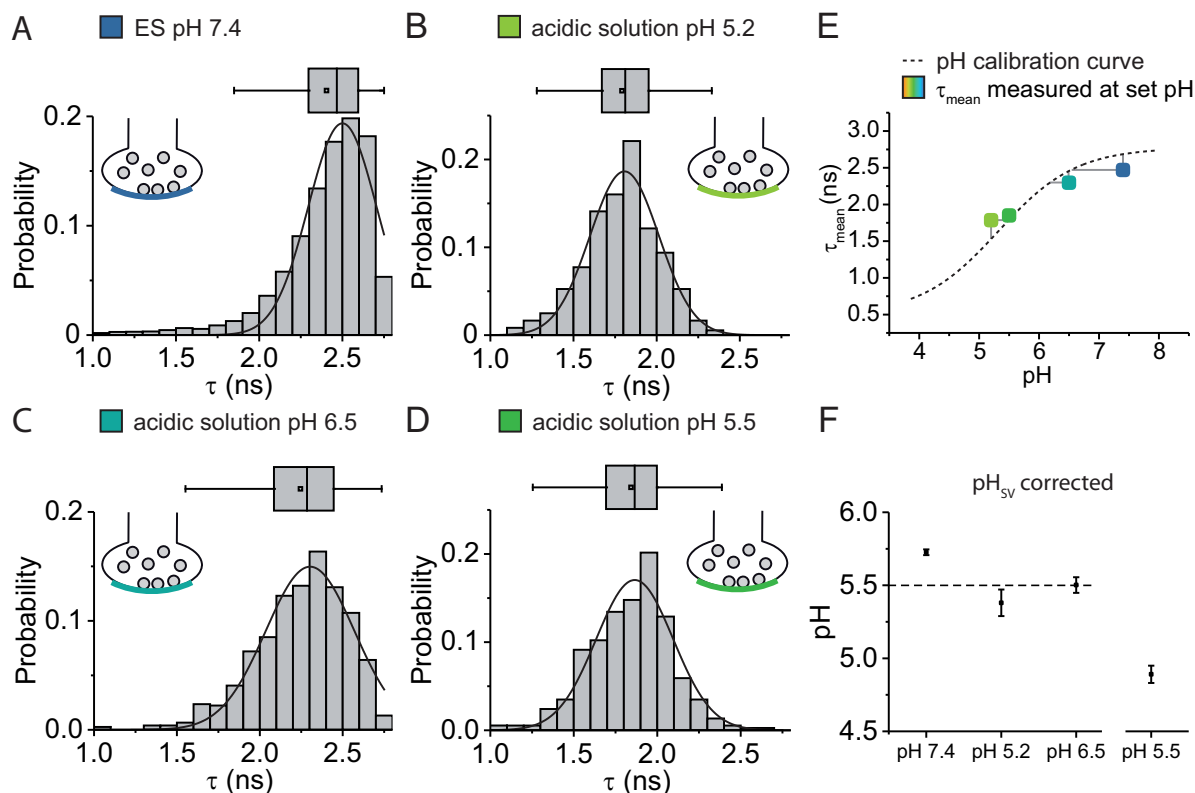 A
ES pH 7.4
0.2
0.1
0
Probability
1.0 1.5 2.0 2.5
τ (ns)
B
acidic solution pH 5.2
0.2
0.1
0
Probability
1.0 1.5 2.0 2.5
τ (ns)
E
pH calibration curve
τmean measured at set pH
3.0
2.5
2.0
1.5
1.0
0.5
τmean (ns)
4 5 6 7 8
pH
C
acidic solution pH 6.5
0.2
0.1
0.0
Probability
1.0 1.5 2.0 2.5
τ (ns)
D
acidic solution pH 5.5
0.2
0.1
0.0
Probability
1.0 1.5 2.0 2.5
τ (ns)
F
pHSV corrected
6.0
5.5
5.0
4.5
pH
pH 7.4 pH 5.2 pH 6.5 pH 5.5